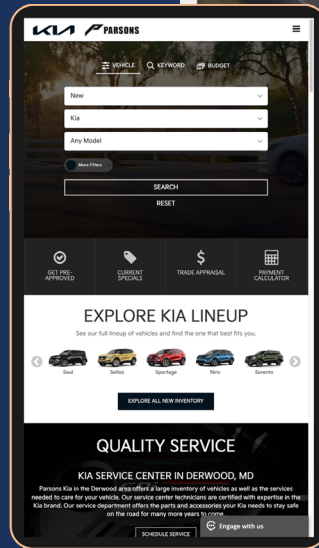 KIA PARSONS
VEHICLE KEYWORD BUDGET
New
Kia
Any Model
More Filters
SEARCH
RESET
GET PRE- CURRENT TRADE APPRAISAL PAYMENT
APPROVED SPECIALS CALCULATOR
EXPLORE KIA LINEUP
See our full lineup of vehicles and find the one that best fits you.
Soul Seltos Sportage Niro Sorento
EXPLORE ALL NEW INVENTORY
QUALITY SERVICE
KIA SERVICE CENTER IN DERWOOD, MD
Parsons Kia in the Derwood area offers a large inventory of vehicles as well as the services
needed to care for your vehicle. Our service center technicians are certified with expertise in the
Kia brand. Our service department offers the parts and accessories your Kia needs to stay safe
on the road for many more years to come.
SCHEDULE SERVICE
Engage with us